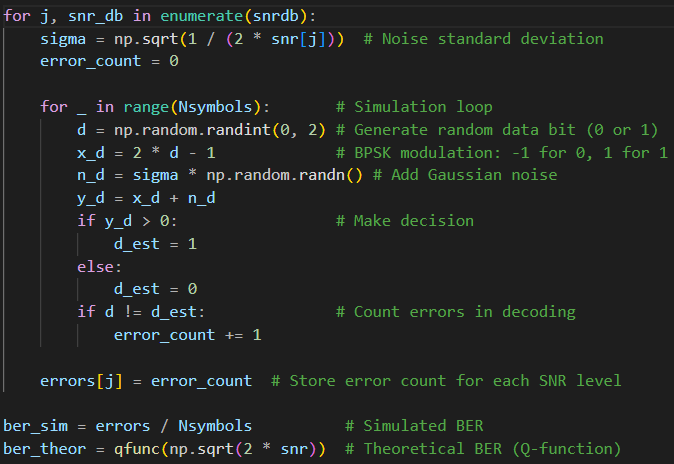 for j, snr_db in enumerate(snrdb):
    sigma = np.sqrt(1 / (2 * snr[j]))  # Noise standard deviation
    error_count = 0

    for _ in range(Nsymbols):       # Simulation loop
        d = np.random.randint(0, 2) # Generate random data bit (0 or 1)
        x_d = 2 * d - 1             # BPSK modulation: -1 for 0, 1 for 1
        n_d = sigma * np.random.randn() # Add Gaussian noise
        y_d = x_d + n_d
        if y_d > 0:                 # Make decision
            d_est = 1
        else:
            d_est = 0
        if d != d_est:              # Count errors in decoding
            error_count += 1

    errors[j] = error_count  # Store error count for each SNR level

ber_sim = errors / Nsymbols          # Simulated BER
ber_theor = qfunc(np.sqrt(2 * snr))  # Theoretical BER (Q-function)